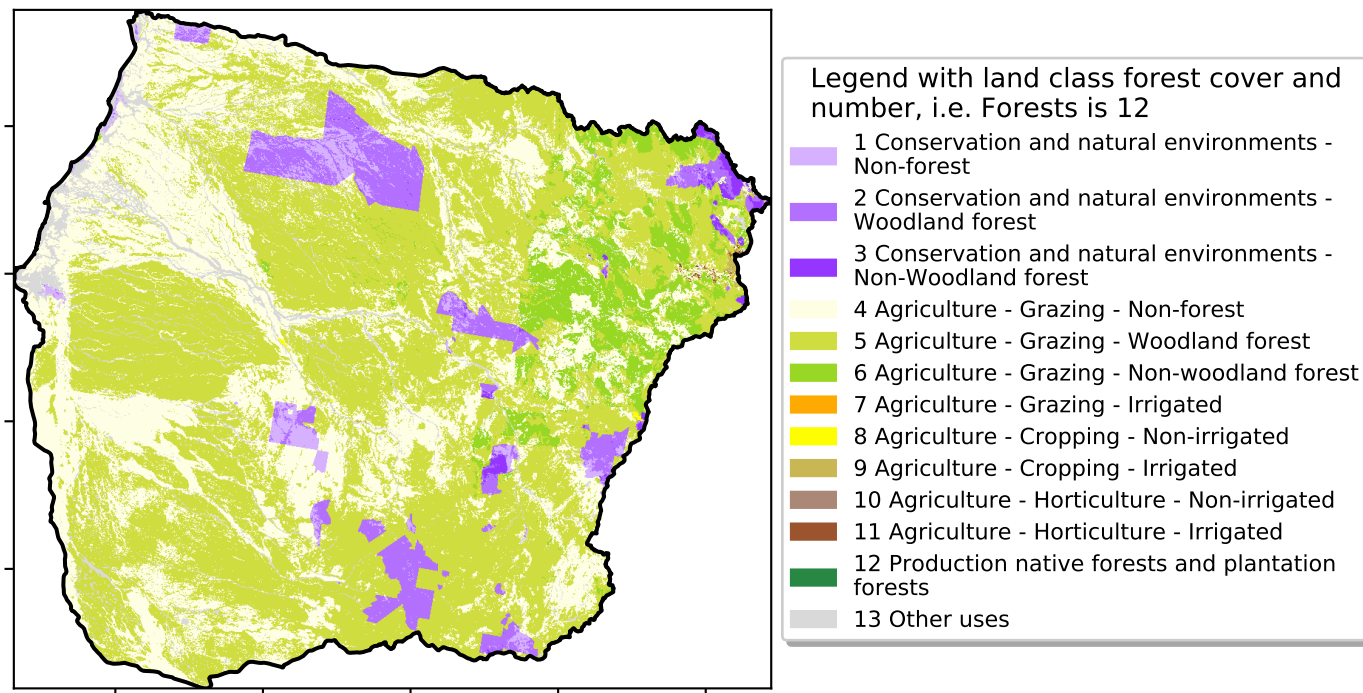 Legend with land class forest cover and
number, i.e. Forests is 12
1 Conservation and natural environments -
Non-forest
2 Conservation and natural environments -
Woodland forest
3 Conservation and natural environments -
Non-Woodland forest
4 Agriculture - Grazing - Non-forest
5 Agriculture - Grazing - Woodland forest
6 Agriculture - Grazing - Non-woodland forest
7 Agriculture - Grazing - Irrigated
8 Agriculture - Cropping - Non-irrigated
9 Agriculture - Cropping - Irrigated
10 Agriculture - Horticulture - Non-irrigated
11 Agriculture - Horticulture - Irrigated
12 Production native forests and plantation
forests
13 Other uses